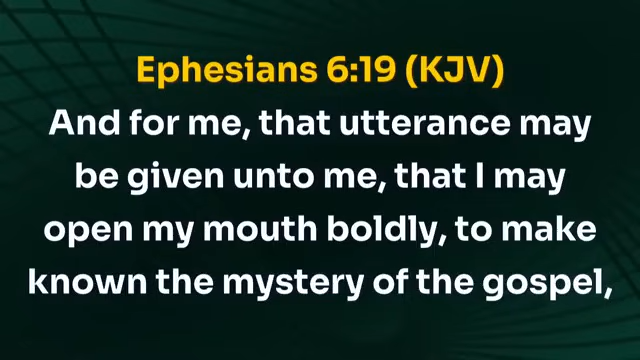 Ephesians 6:19 (KJV)
And for me, that utterance may
be given unto me, that I may
open my mouth boldly, to make
known the mystery of the gospel,